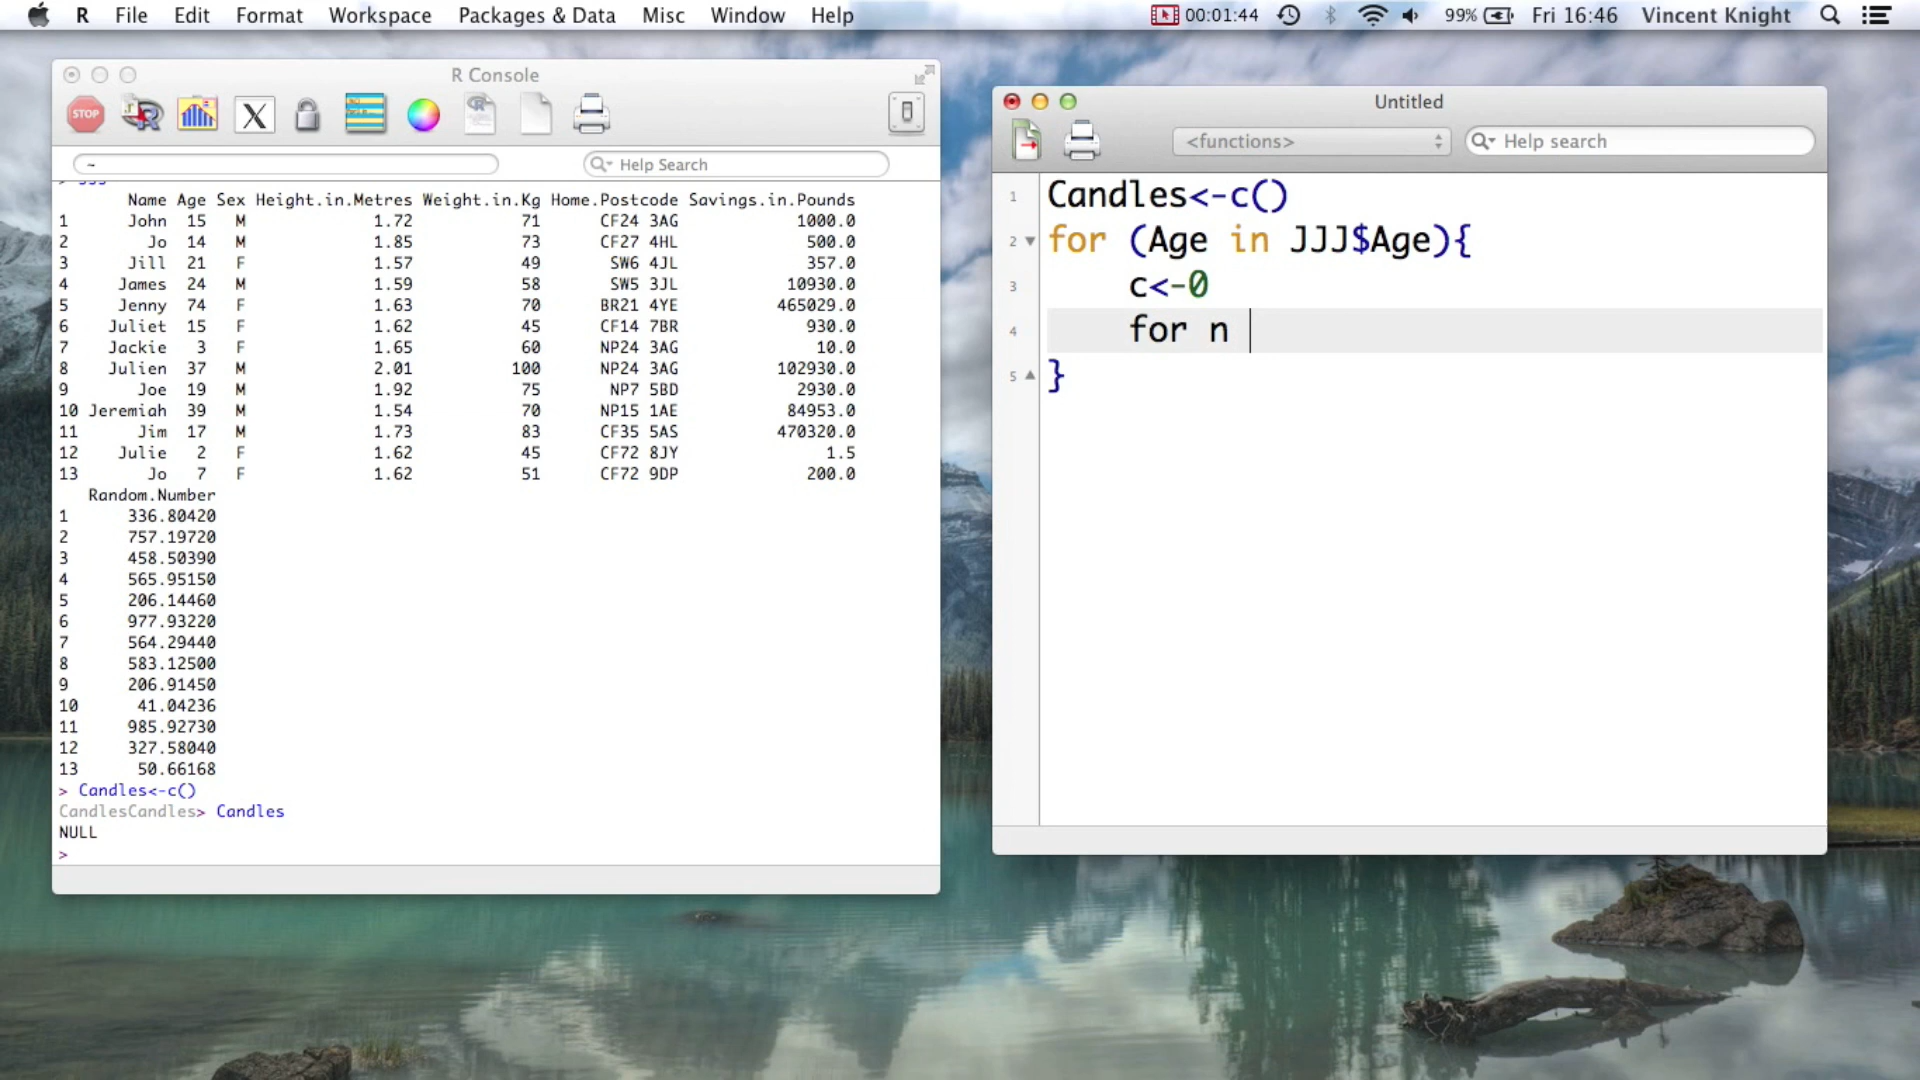 R File Edit Format Workspace Packages & Data Misc Window Help 00:01:44 99% Fri 16:46 Vincent Knight
R Console
STOP X
~ Help Search
Name Age Sex Height.in.Metres Weight.in.Kg Home.Postcode Savings.in.Pounds
1 John 15 M 1.72 71 CF24 3AG 1000.0
2 Jo 14 M 1.85 73 CF27 4HL 500.0
3 Jill 21 F 1.57 49 SW6 4JL 357.0
4 James 24 M 1.59 58 SW5 3JL 10930.0
5 Jenny 74 F 1.63 70 BR21 4YE 465029.0
6 Juliet 15 F 1.62 45 CF14 7BR 930.0
7 Jackie 3 F 1.65 60 NP24 3AG 10.0
8 Julien 37 M 2.01 100 NP24 3AG 102930.0
9 Joe 19 M 1.92 75 NP7 5BD 2930.0
10 Jeremiah 39 M 1.54 70 NP15 1AE 84953.0
11 Jim 17 M 1.73 83 CF35 5AS 470320.0
12 Julie 2 F 1.62 45 CF72 8JY 1.5
13 Jo 7 F 1.62 51 CF72 9DP 200.0
Random.Number
1 336.80420
2 757.19720
3 458.50390
4 565.95150
5 206.14460
6 977.93220
7 564.29440
8 583.12500
9 206.91450
10 41.04236
11 985.92730
12 327.58040
13 50.66168
> Candles<-c()
CandlesCandles> Candles
NULL
>
Untitled
<functions> Help search
1 Candles<-c()
2 for (Age in JJJ$Age){
3 c<-0
4 for n
5 }